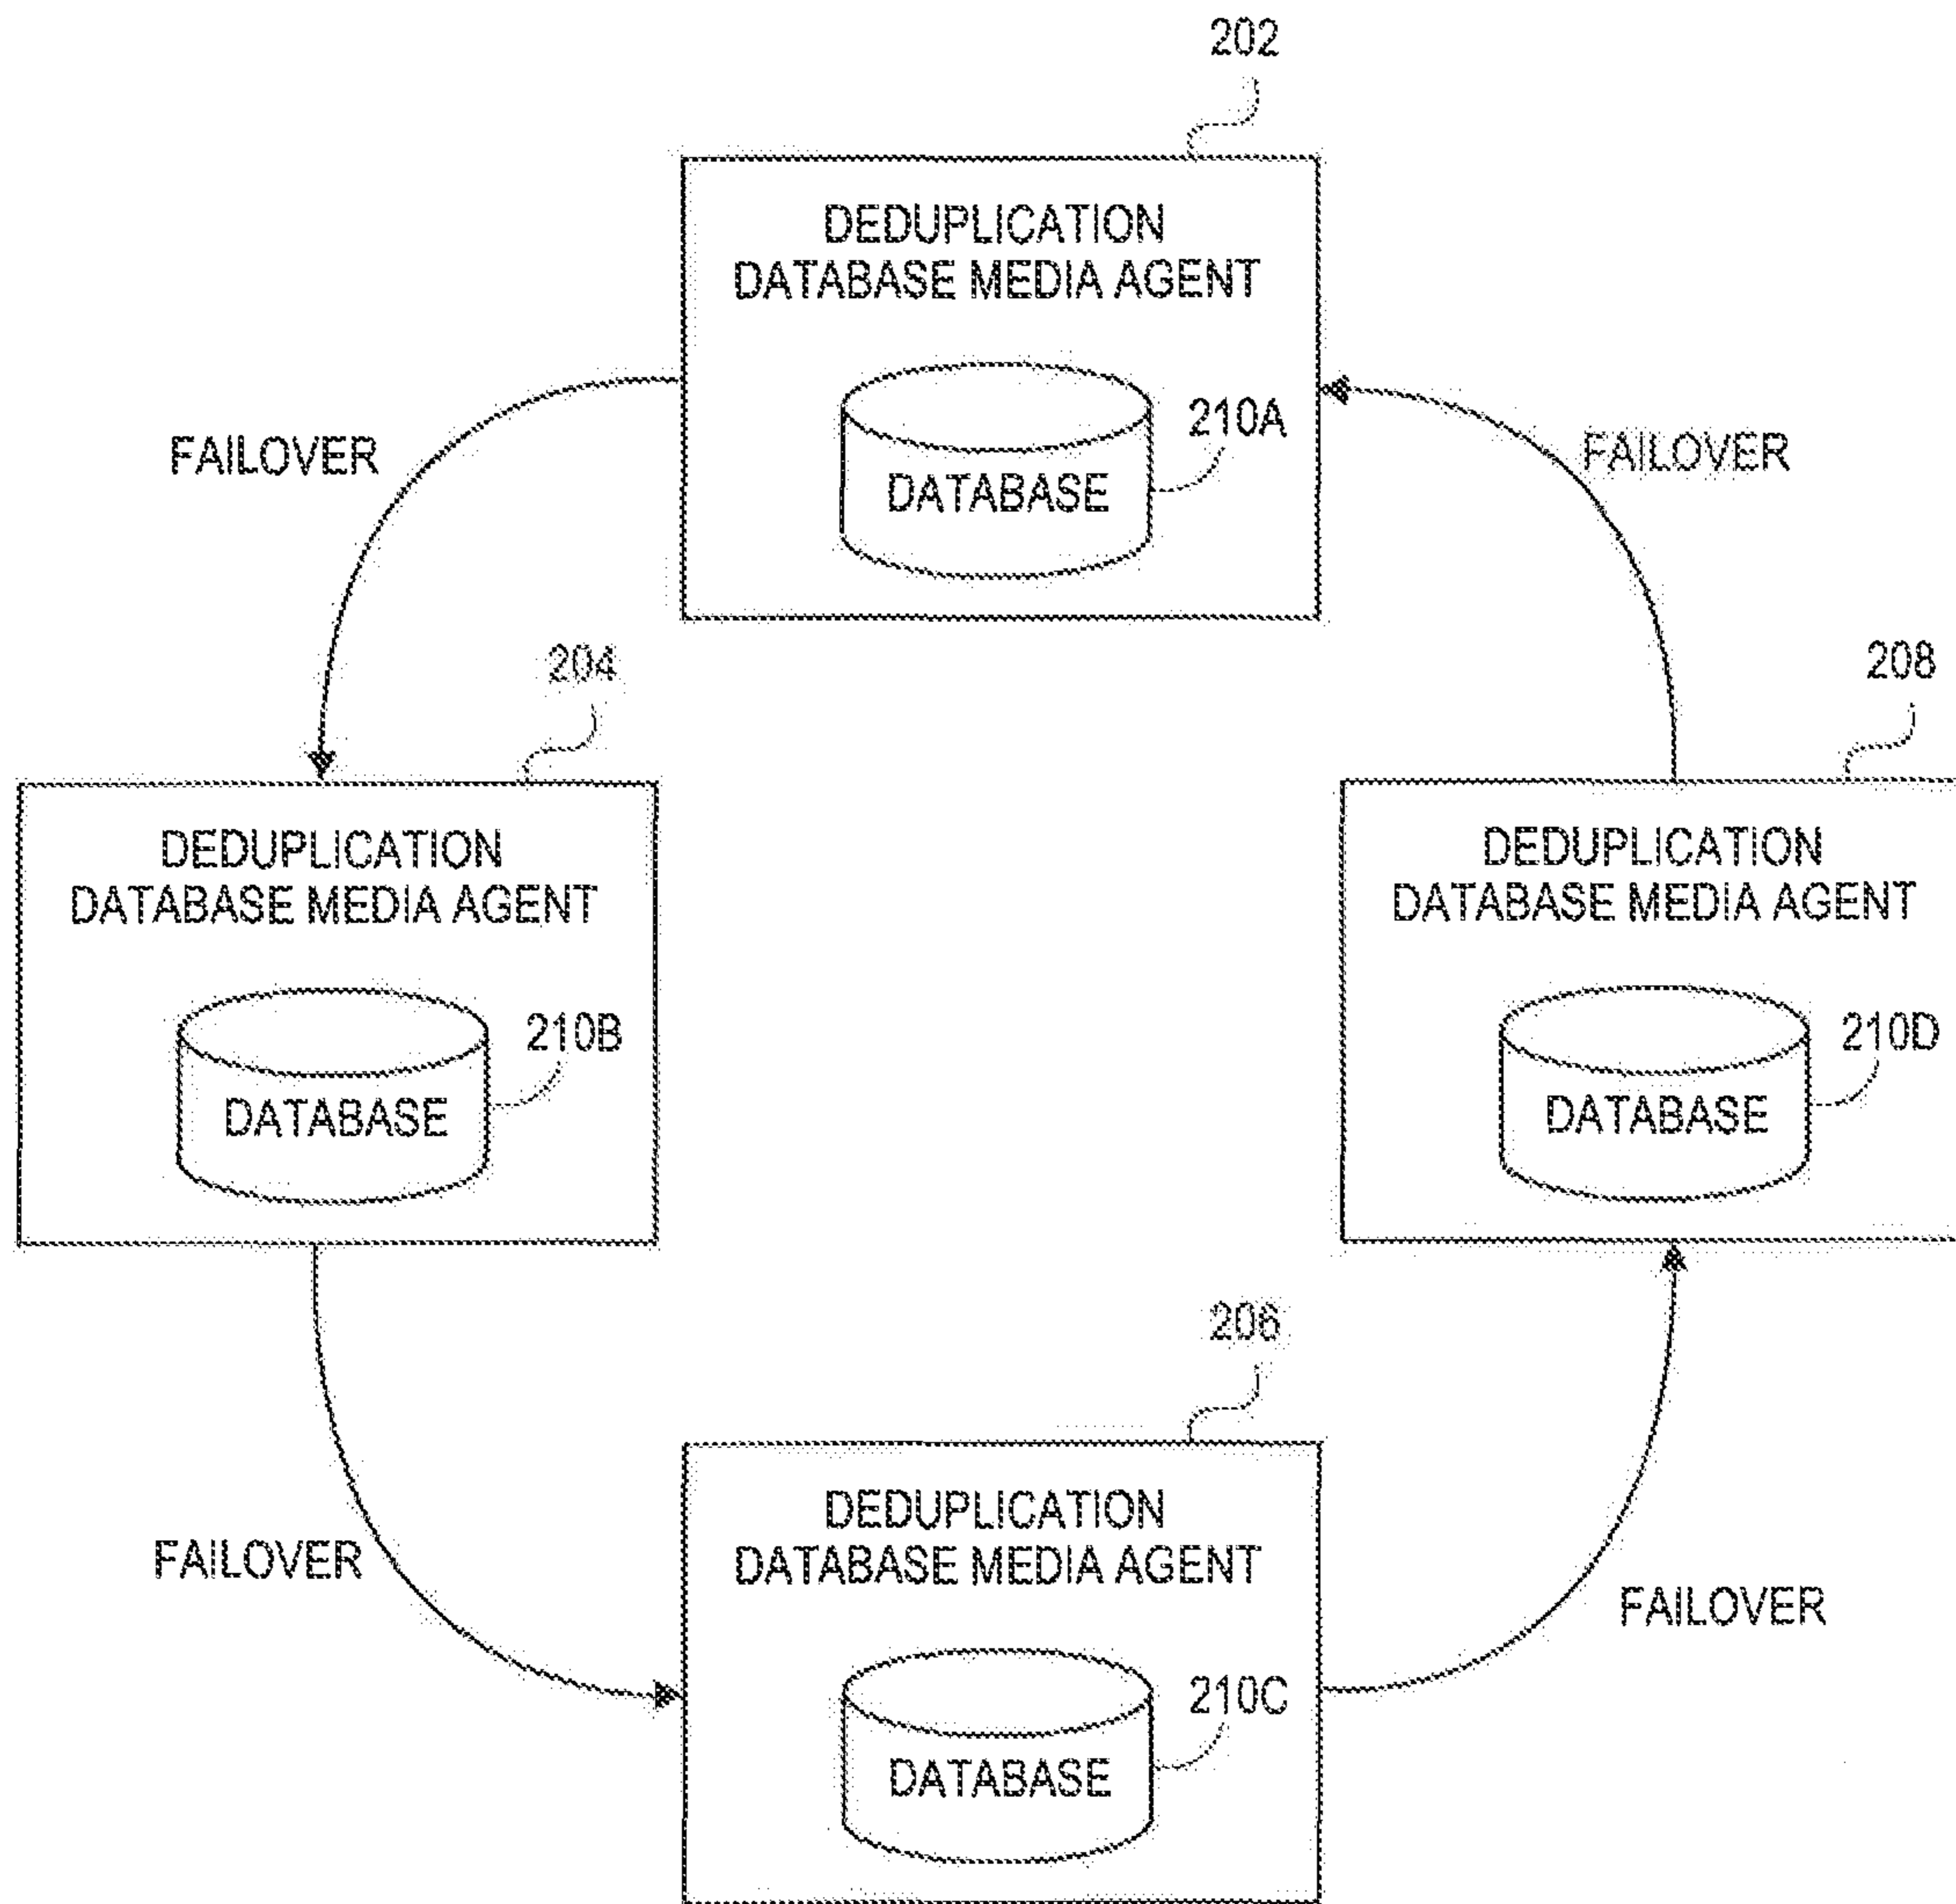 202
DEDUPLICATION
DATABASE MEDIA AGENT
210A
DATABASE
FAILOVER
FAILOVER
204
DEDUPLICATION
DATABASE MEDIA AGENT
210B
DATABASE
208
DEDUPLICATION
DATABASE MEDIA AGENT
210D
DATABASE
206
DEDUPLICATION
DATABASE MEDIA AGENT
210C
DATABASE
FAILOVER
FAILOVER